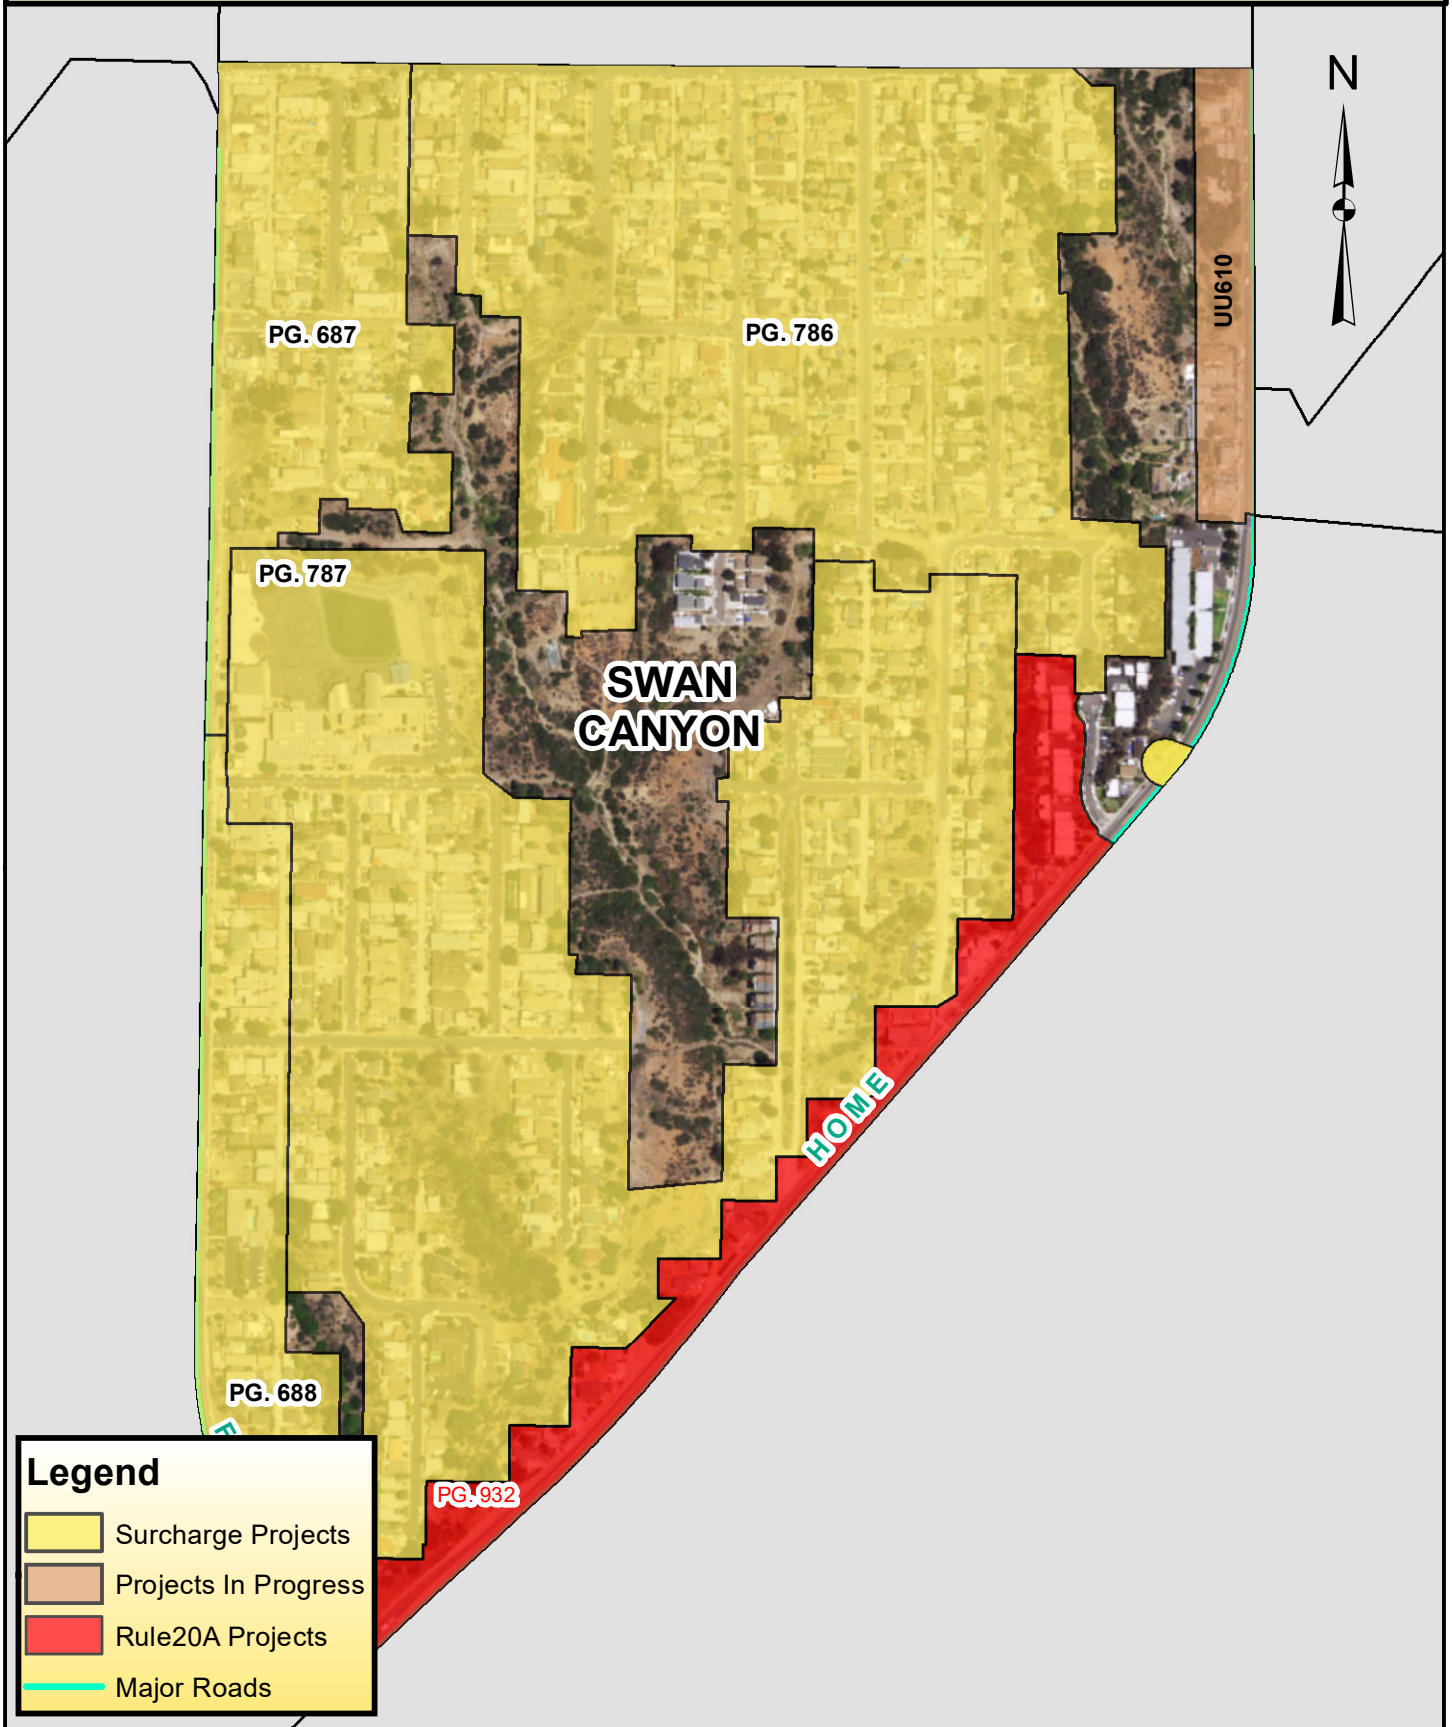 N
UU610
PG. 687
PG. 786
PG. 787
SWAN
CANYON
HOME
PG. 688
F
PG. 932
Legend
Surcharge Projects
Projects In Progress
Rule20A Projects
Major Roads